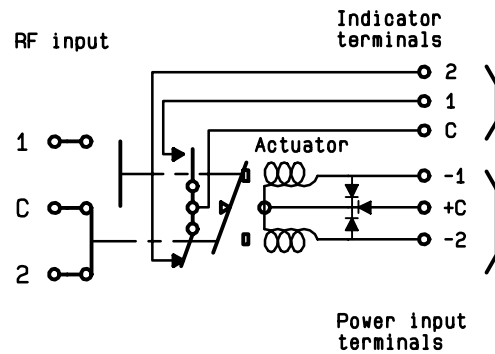 Indicator
terminals
RF input
2
1
C
Actuator
1
-1
C
+C
-2
2
Power input
terminals